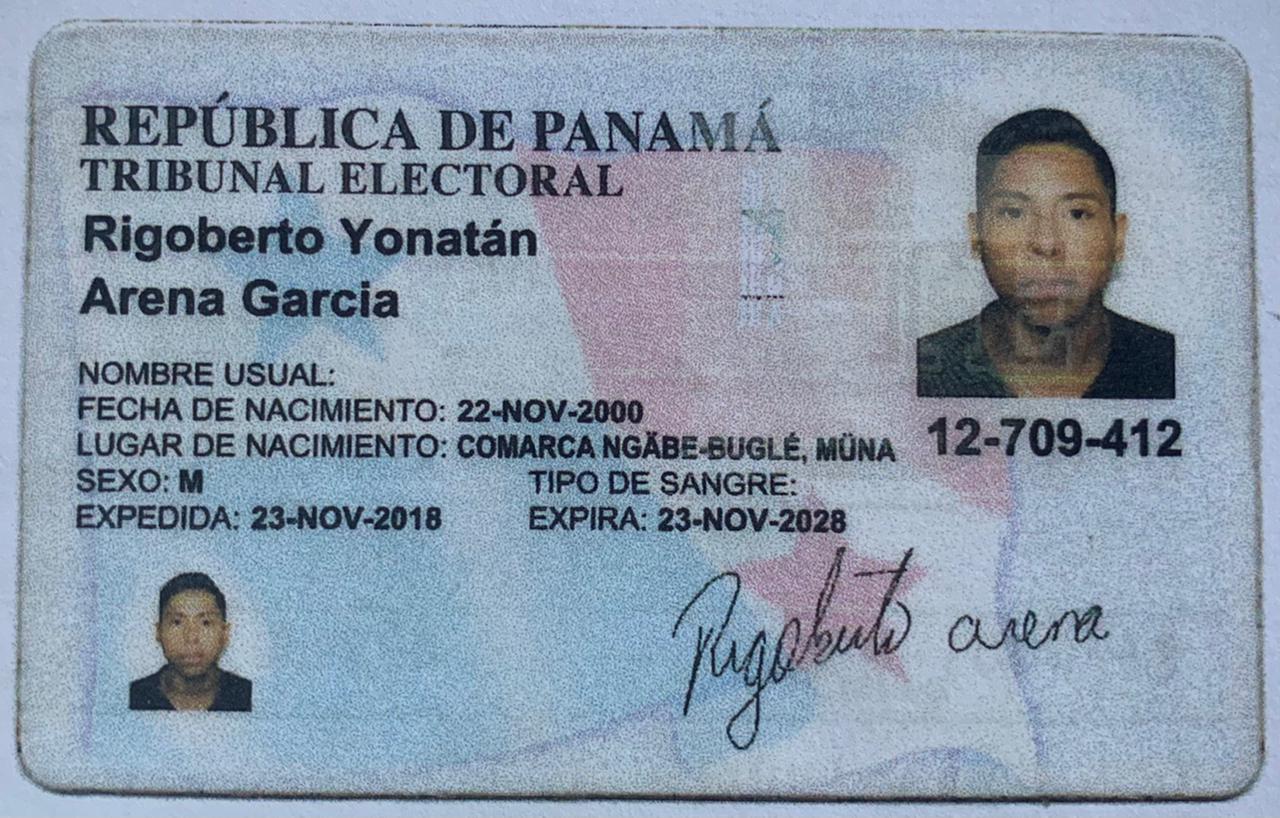 REPÚBLICA DE PANAMÁ
TRIBUNAL ELECTORAL
Rigoberto Yonatán
Arena Garcia
NOMBRE USUAL:
FECHA DE NACIMIENTO: 22-NOV-2000
LUGAR DE NACIMIENTO: COMARCA NGÄBE-BUGLÉ, MÜNA
SEXO: M TIPO DE SANGRE:
EXPEDIDA: 23-NOV-2018 EXPIRA: 23-NOV-2028
12-709-412
Rigoberto arena